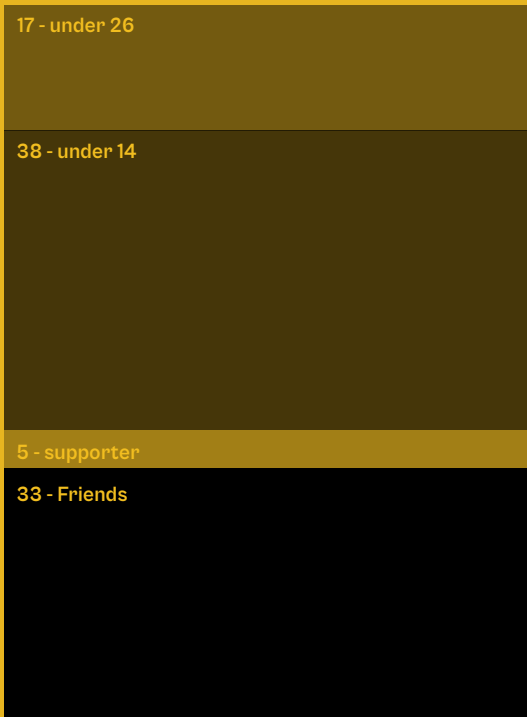 17 - under 26
38 - under 14
5 - supporter
33 - Friends